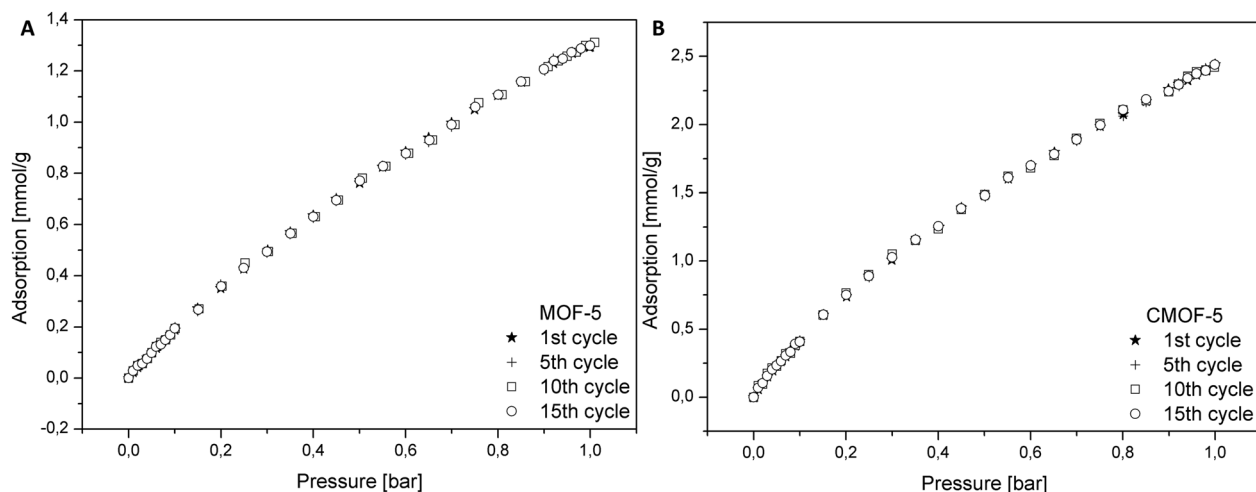 A
1,4
1,2
1,0
0,8
0,6
0,4
0,2
0,0
-0,2
Adsorption [mmol/g]
MOF-5
1st cycle
5th cycle
10th cycle
15th cycle
0,0 0,2 0,4 0,6 0,8 1,0
Pressure [bar]
B
2,5
2,0
1,5
1,0
0,5
0,0
Adsorption [mmol/g]
CMOF-5
1st cycle
5th cycle
10th cycle
15th cycle
0,0 0,2 0,4 0,6 0,8 1,0
Pressure [bar]